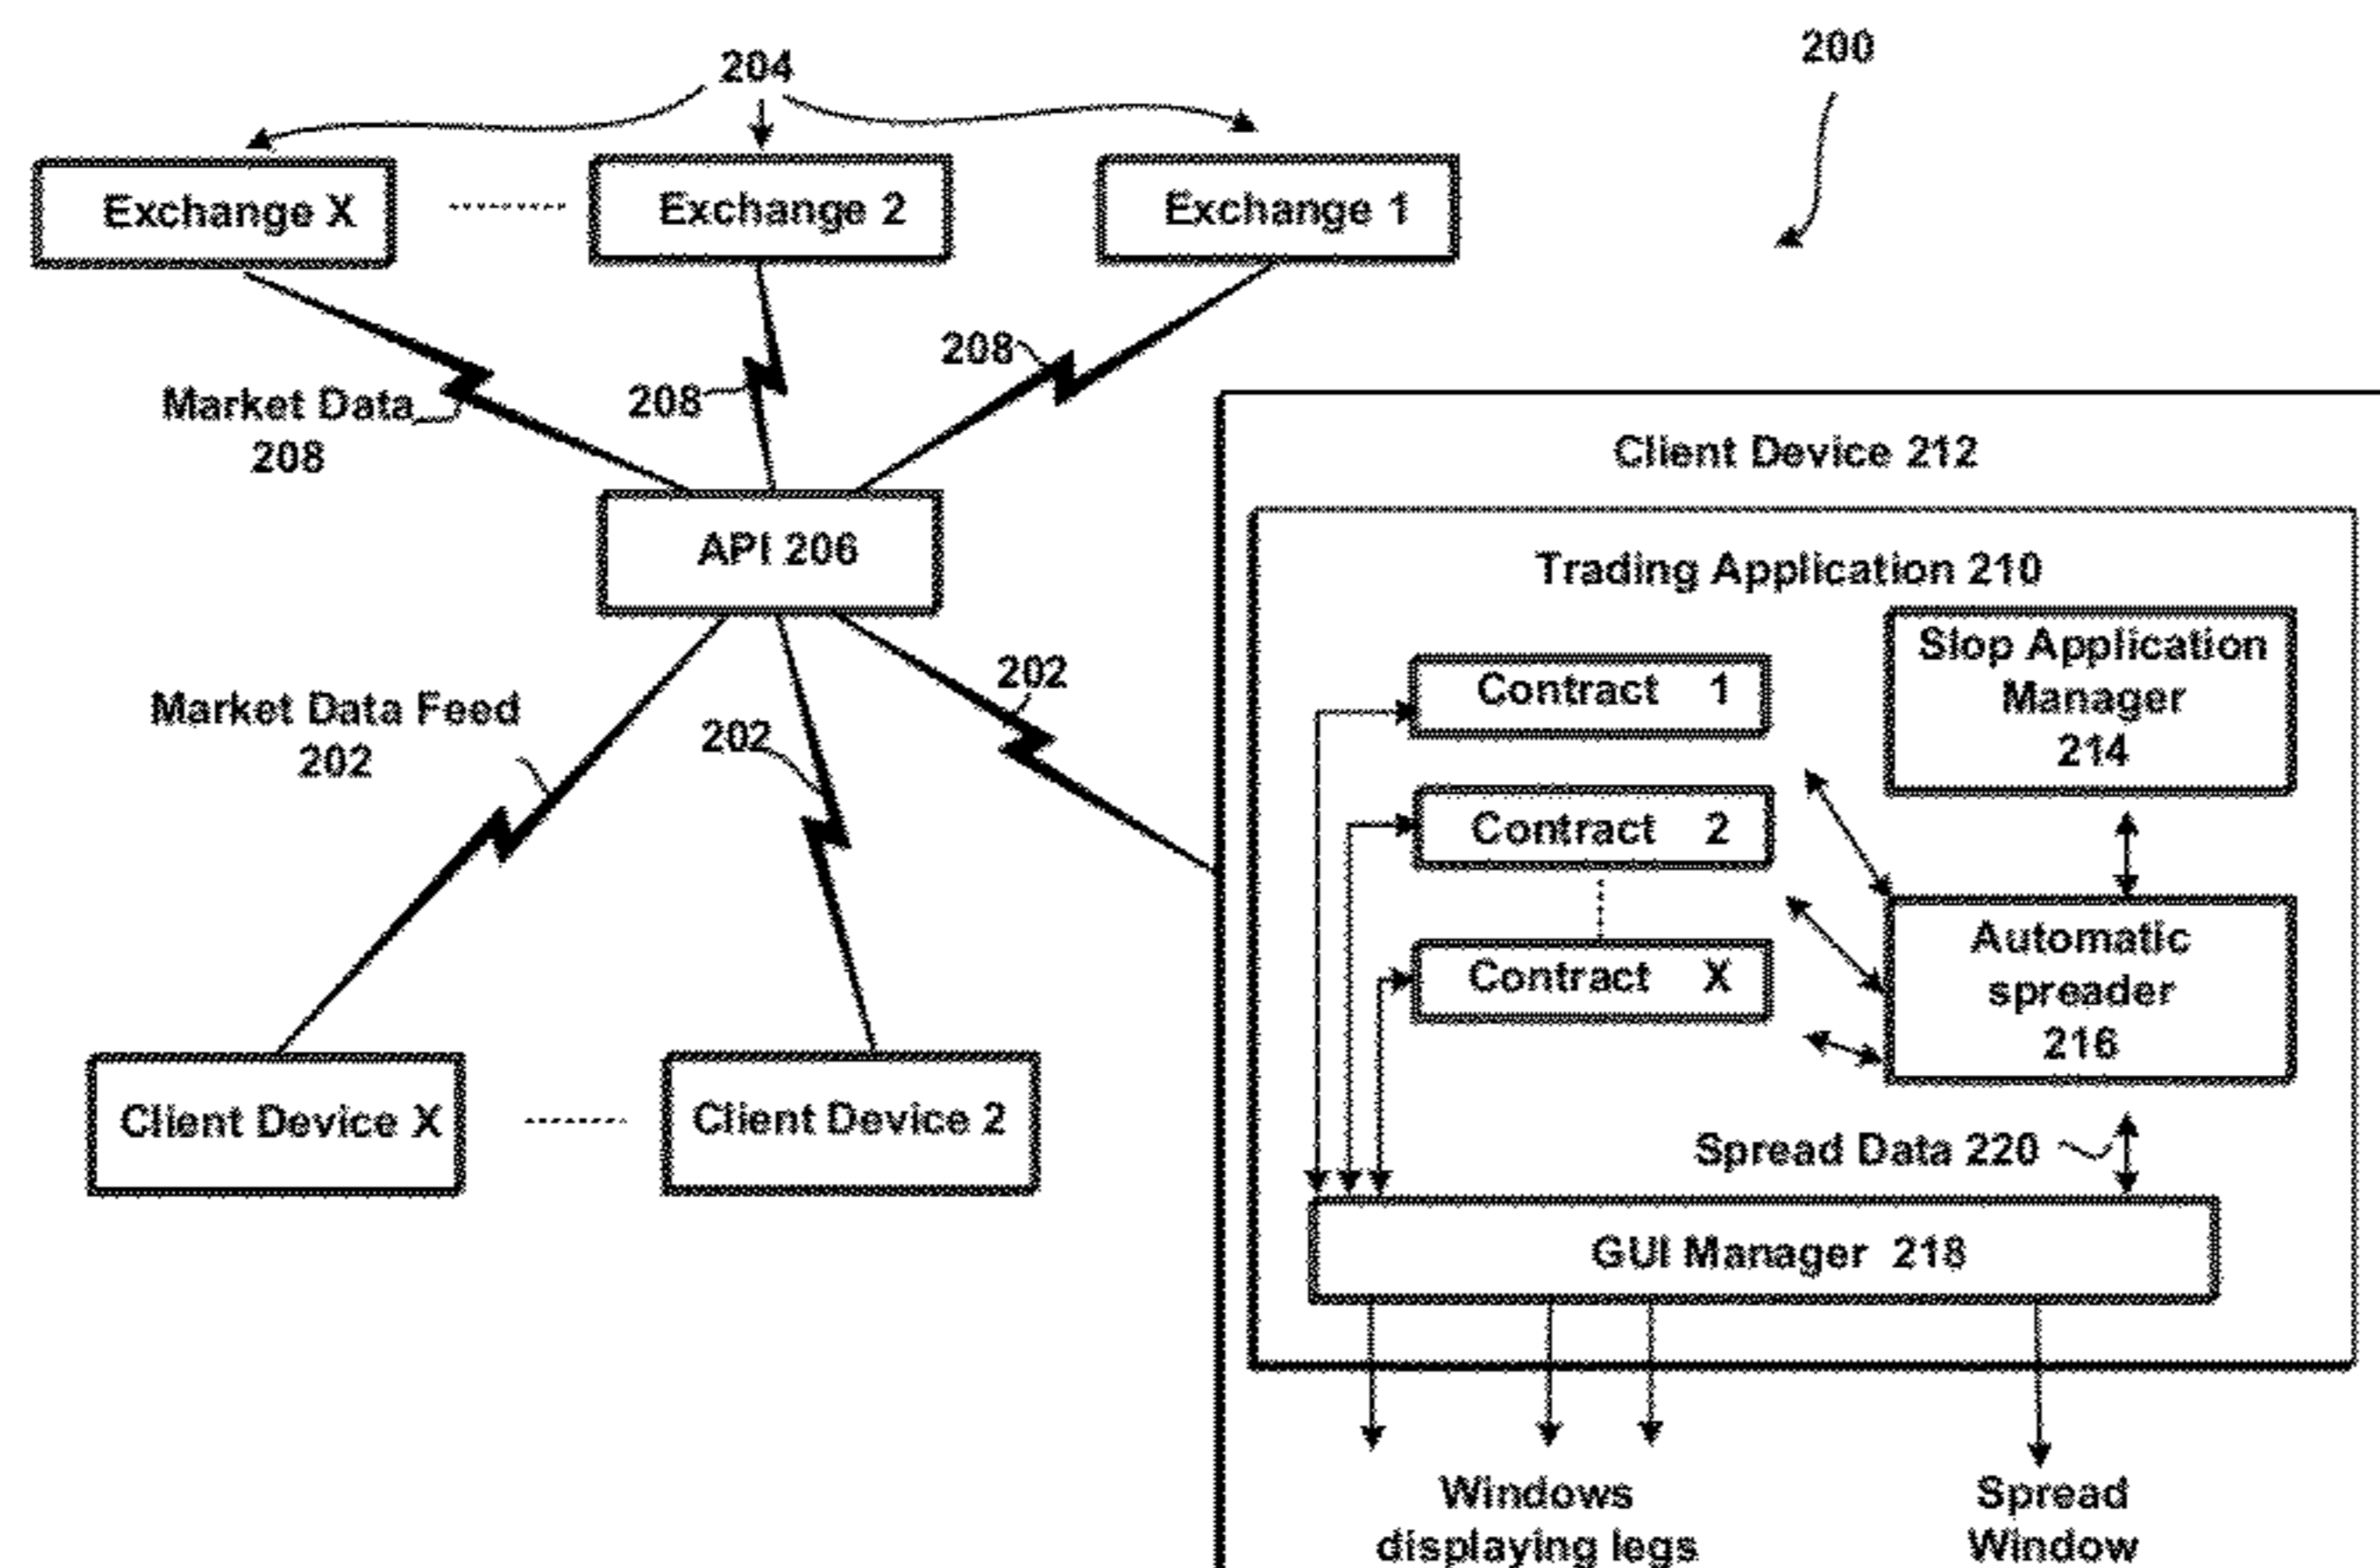 204
200
Exchange X
Exchange 2
Exchange 1
208
Market Data
208
208
Client Device 212
API 206
Trading Application 210
Slop Application
Manager
214
Contract 1
202
Market Data Feed
202
202
Contract 2
Automatic
spreader
216
Contract X
Client Device X
Client Device 2
Spread Data 220
GUI Manager 218
Windows
displaying legs
Spread
Window